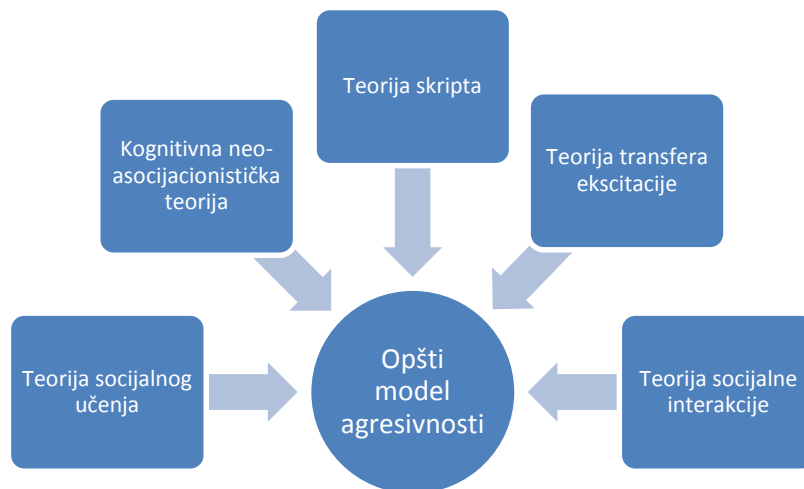 Teorija skripta
Kognitivna neo-
asocijacionistička
teorija
Teorija transfera
ekscitacije
Teorija socijalnog
učenja
Opšti
model
agresivnosti
Teorija socijalne
interakcije